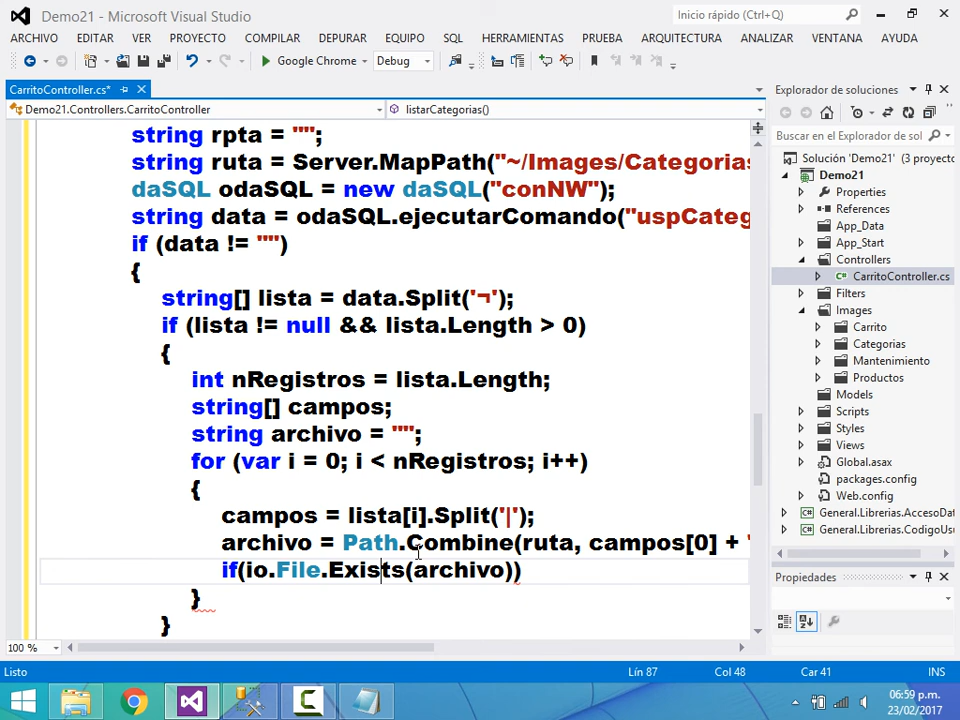 Demo21 - Microsoft Visual Studio
Inicio rápido (Ctrl+Q)
ARCHIVO EDITAR VER PROYECTO COMPILAR DEPURAR EQUIPO SQL HERRAMIENTAS PRUEBA ARQUITECTURA ANALIZAR VENTANA AYUDA
Google Chrome Debug
CarritoController.cs*
Demo21.Controllers.CarritoController
listarCategorias()
string rpta = "";
string ruta = Server.MapPath("~/Images/Categorias
daSQL odaSQL = new daSQL("conNW");
string data = odaSQL.ejecutarComando("uspCateg
if (data != "")
{
string[] lista = data.Split('¬');
if (lista != null && lista.Length > 0)
{
int nRegistros = lista.Length;
string[] campos;
string archivo = "";
for (var i = 0; i < nRegistros; i++)
{
campos = lista[i].Split('|');
archivo = Path.Combine(ruta, campos[0] + "
if(io.File.Exists(archivo))
}
}
100 %
Explorador de soluciones
Buscar en el Explorador de sol
Solución 'Demo21' (3 proyecto
Demo21
Properties
References
App_Data
App_Start
Controllers
CarritoController.cs
Filters
Images
Carrito
Categorias
Mantenimiento
Productos
Models
Scripts
Styles
Views
Global.asax
packages.config
Web.config
General.Librerias.AccesoDat
General.Librerias.CodigoUsu
Propiedades
Listo
Lín 87
Col 48
Car 41
INS
06:59 p.m.
23/02/2017